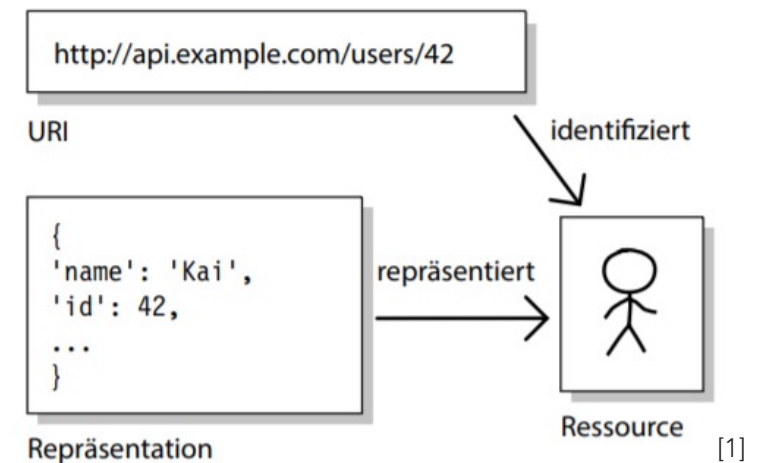 http://api.example.com/users/42
URI
identifiziert
{
'name': 'Kai',
'id': 42,
...
}
repräsentiert
Repräsentation
Ressource
[1]